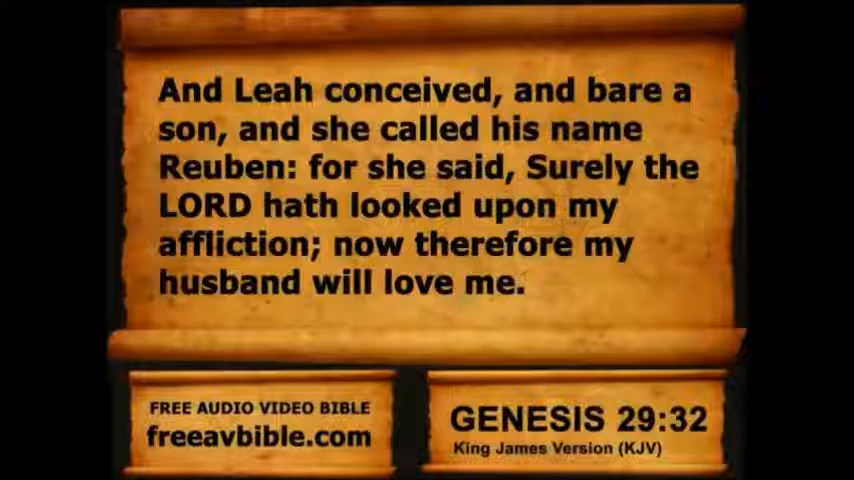 And Leah conceived, and bare a
son, and she called his name
Reuben: for she said, Surely the
LORD hath looked upon my
affliction; now therefore my
husband will love me.
FREE AUDIO VIDEO BIBLE
freeavbible.com
GENESIS 29:32
King James Version (KJV)